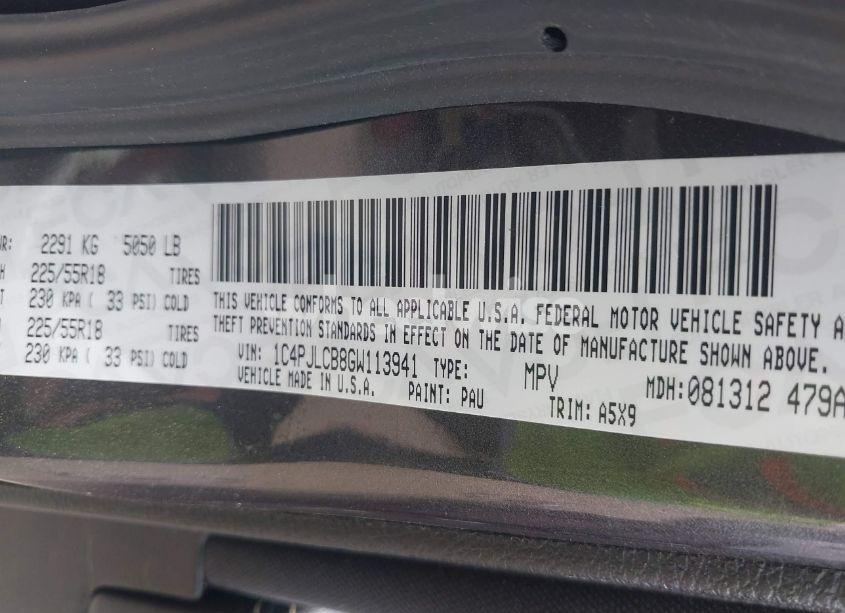 2291 KG 5050 LB
225/55R18 TIRES
230 KPA ( 33 PSI) COLD
225/55R18 TIRES
230 KPA ( 33 PSI) COLD
THIS VEHICLE CONFORMS TO ALL APPLICABLE U.S.A. FEDERAL MOTOR VEHICLE SAFETY
THEFT PREVENTION STANDARDS IN EFFECT ON THE DATE OF MANUFACTURE SHOWN ABOVE.
VIN: 1C4PJLCB8GW113941 TYPE: MPV MDH:081312 479A
VEHICLE MADE IN U.S.A. PAINT: PAU TRIM: A5X9